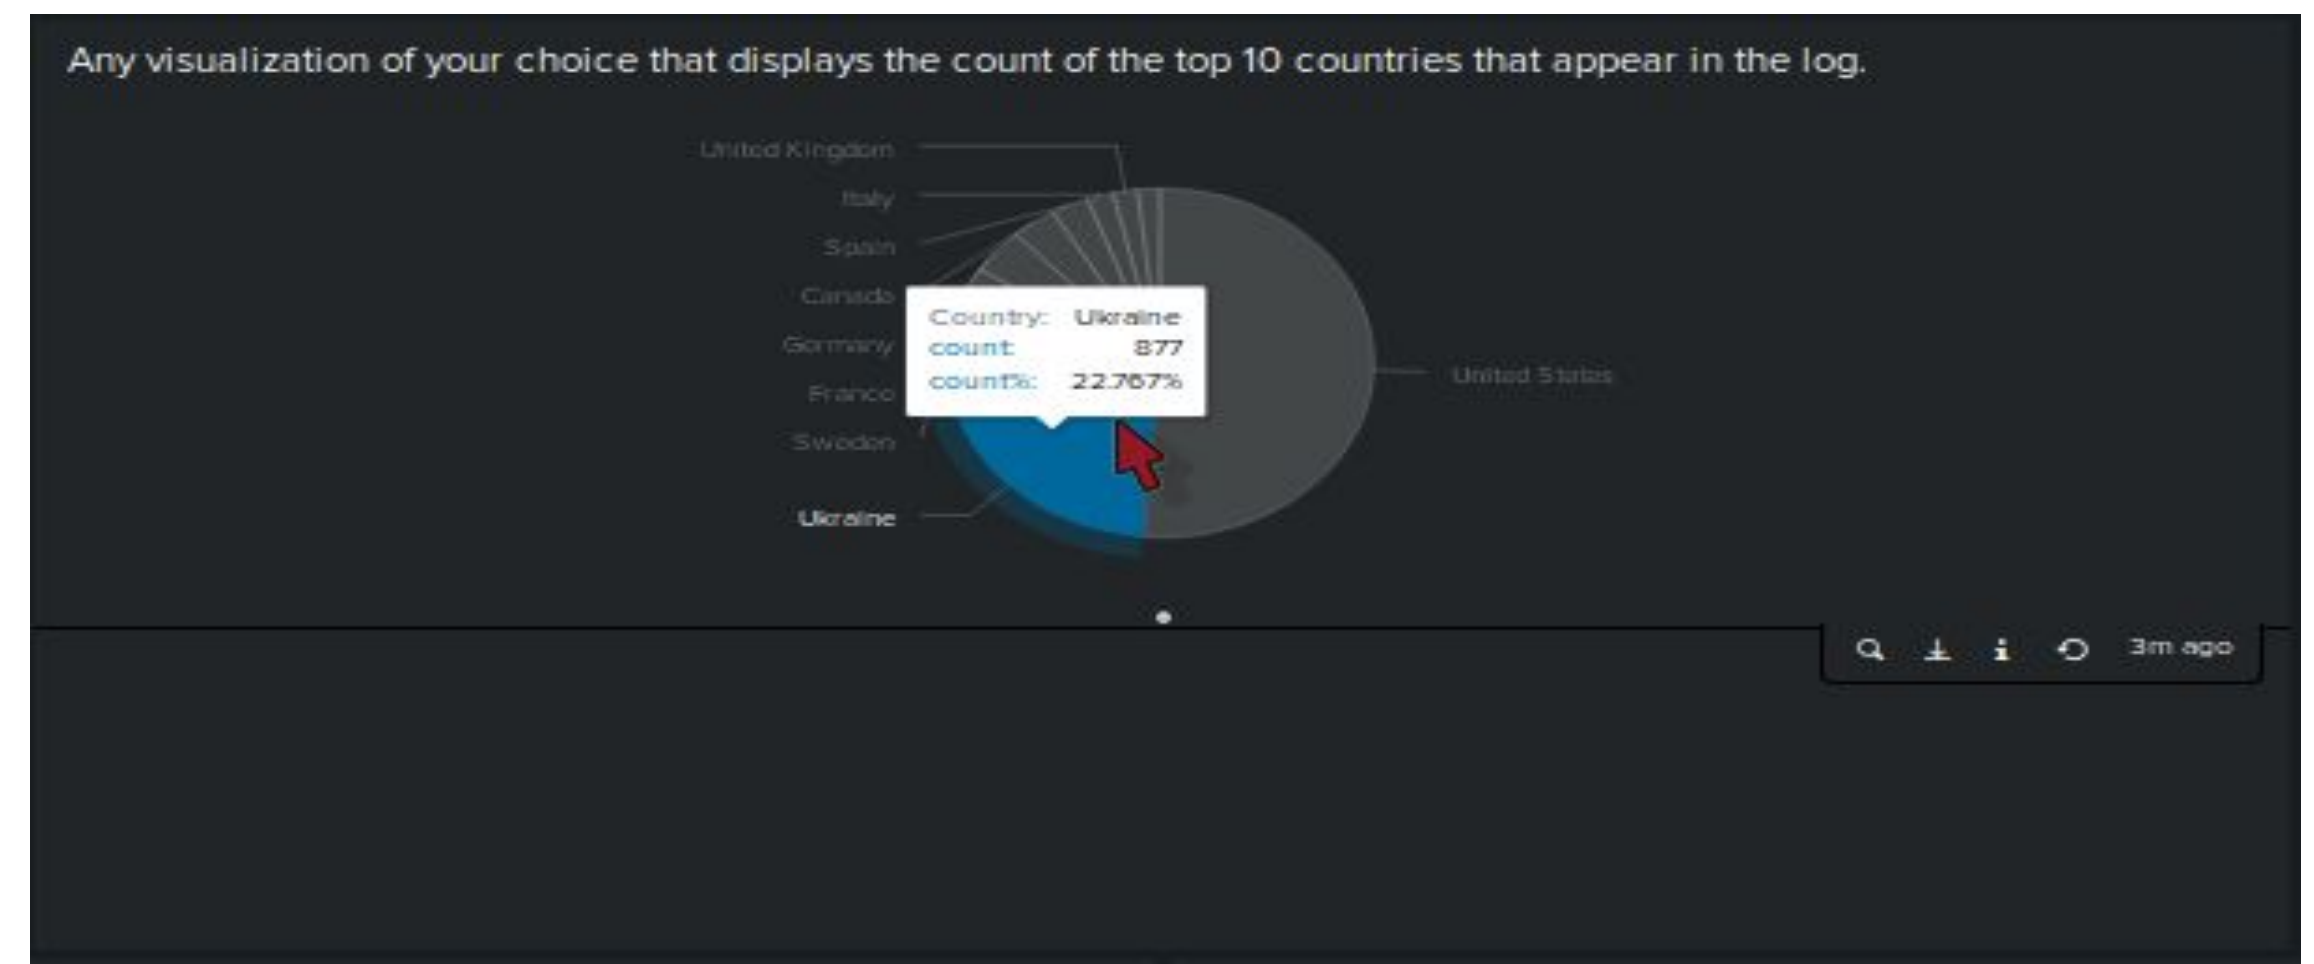 Any visualization of your choice that displays the count of the top 10 countries that appear in the log.
United Kingdom
Italy
Spain
Canada
Germany
France
Sweden
Ukraine
Country: Ukraine
count: 877
count%: 22.767%
United States
3m ago